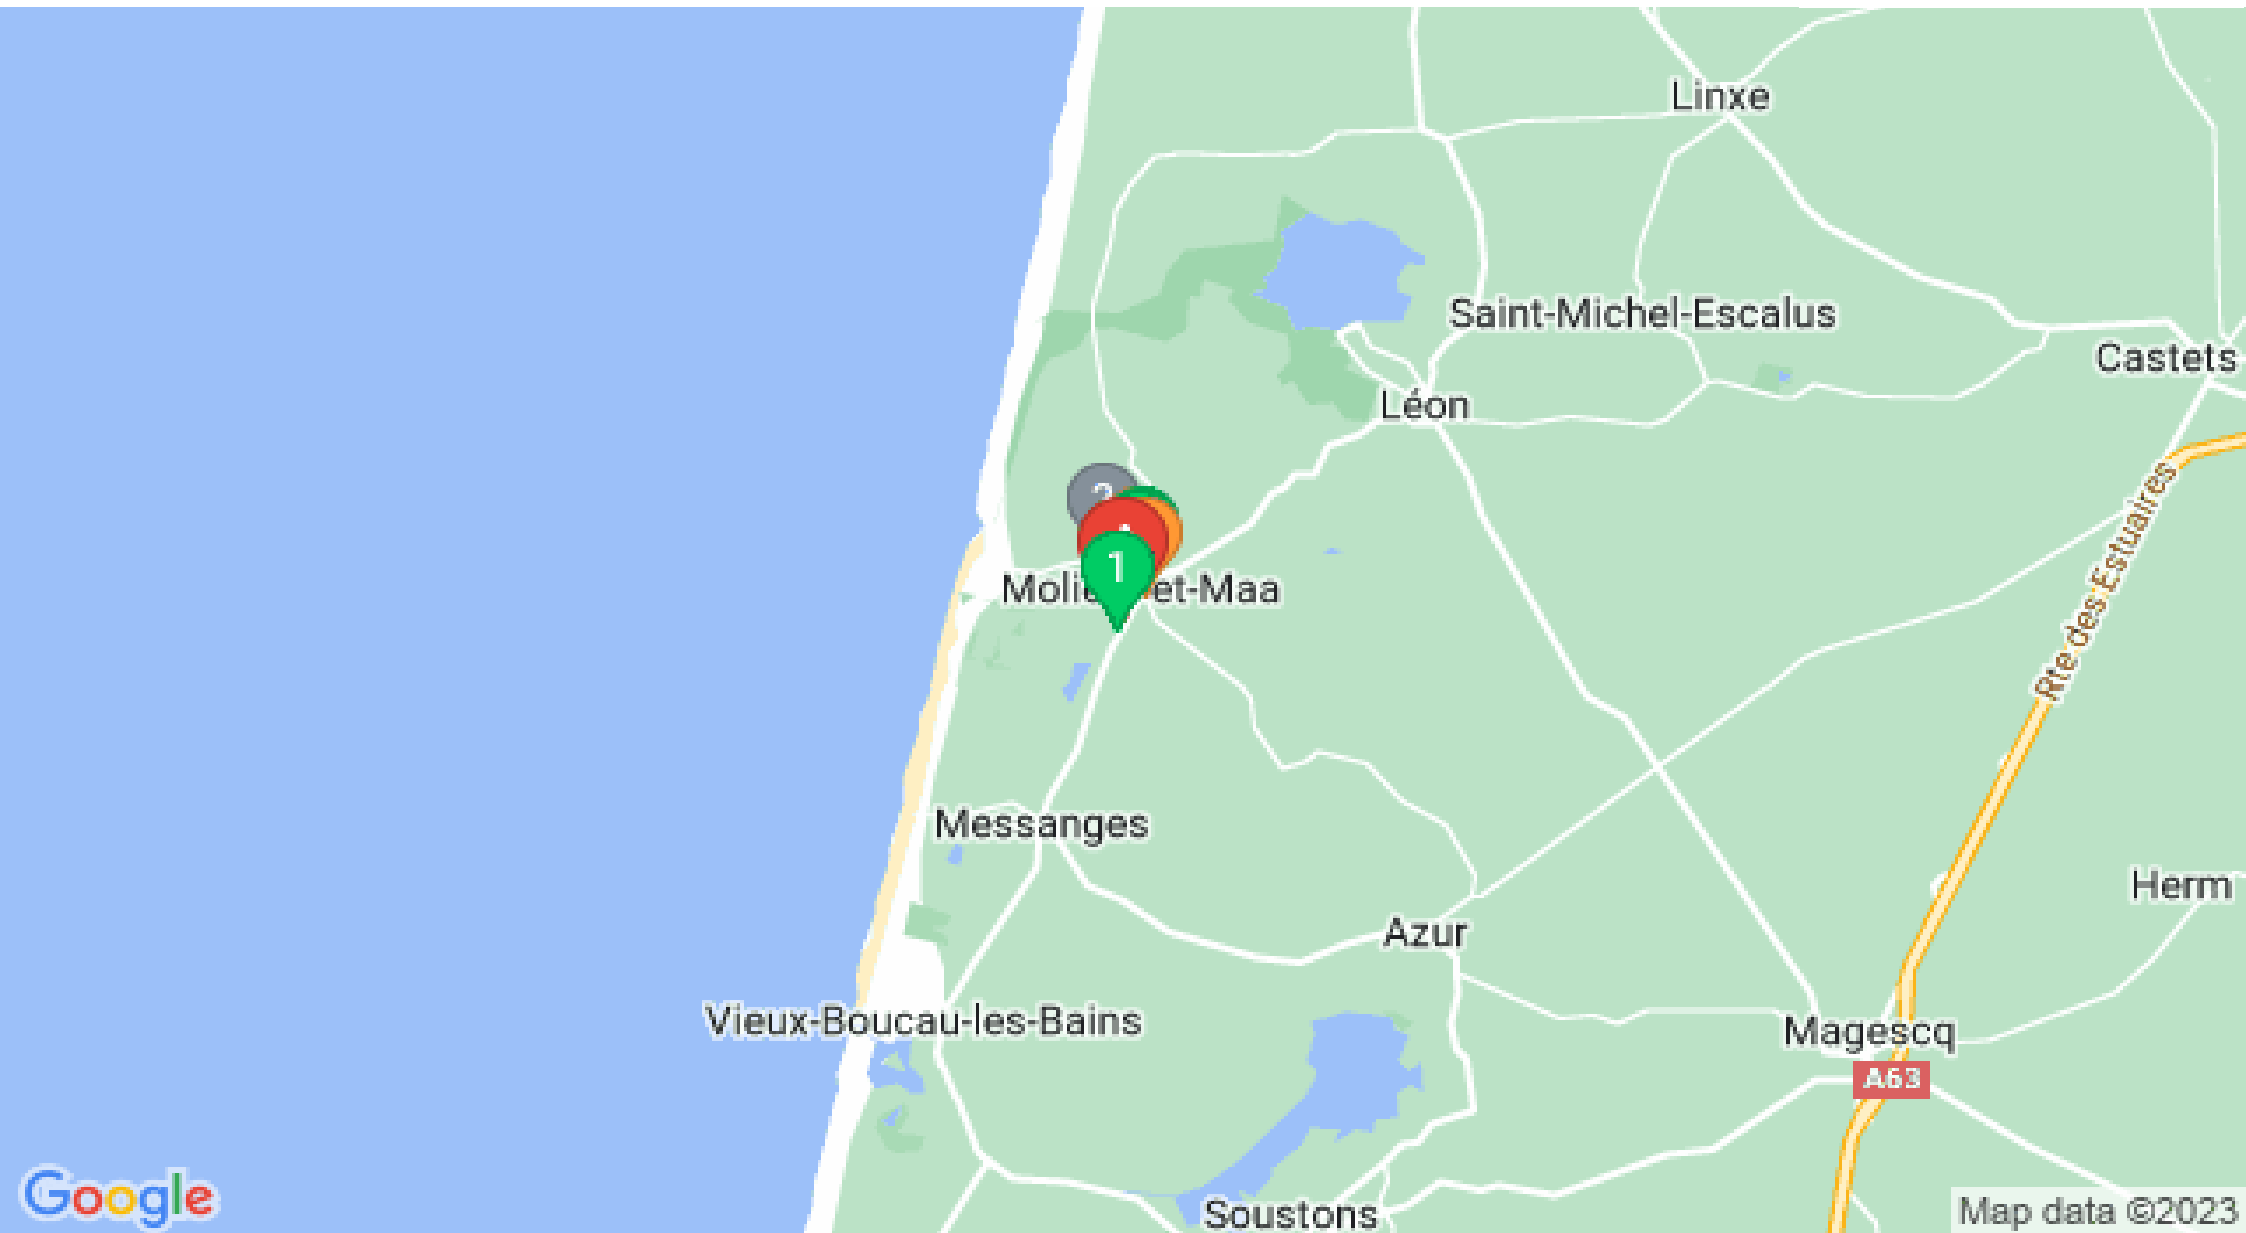 Linxe
Saint-Michel-Escalus
Castets
Léon
Rte des Estuaires
1
et-Maa
Messanges
Herm
Azur
Vieux-Boucau-les-Bains
Magescq
A63
Soustons
Google
Map data ©2023